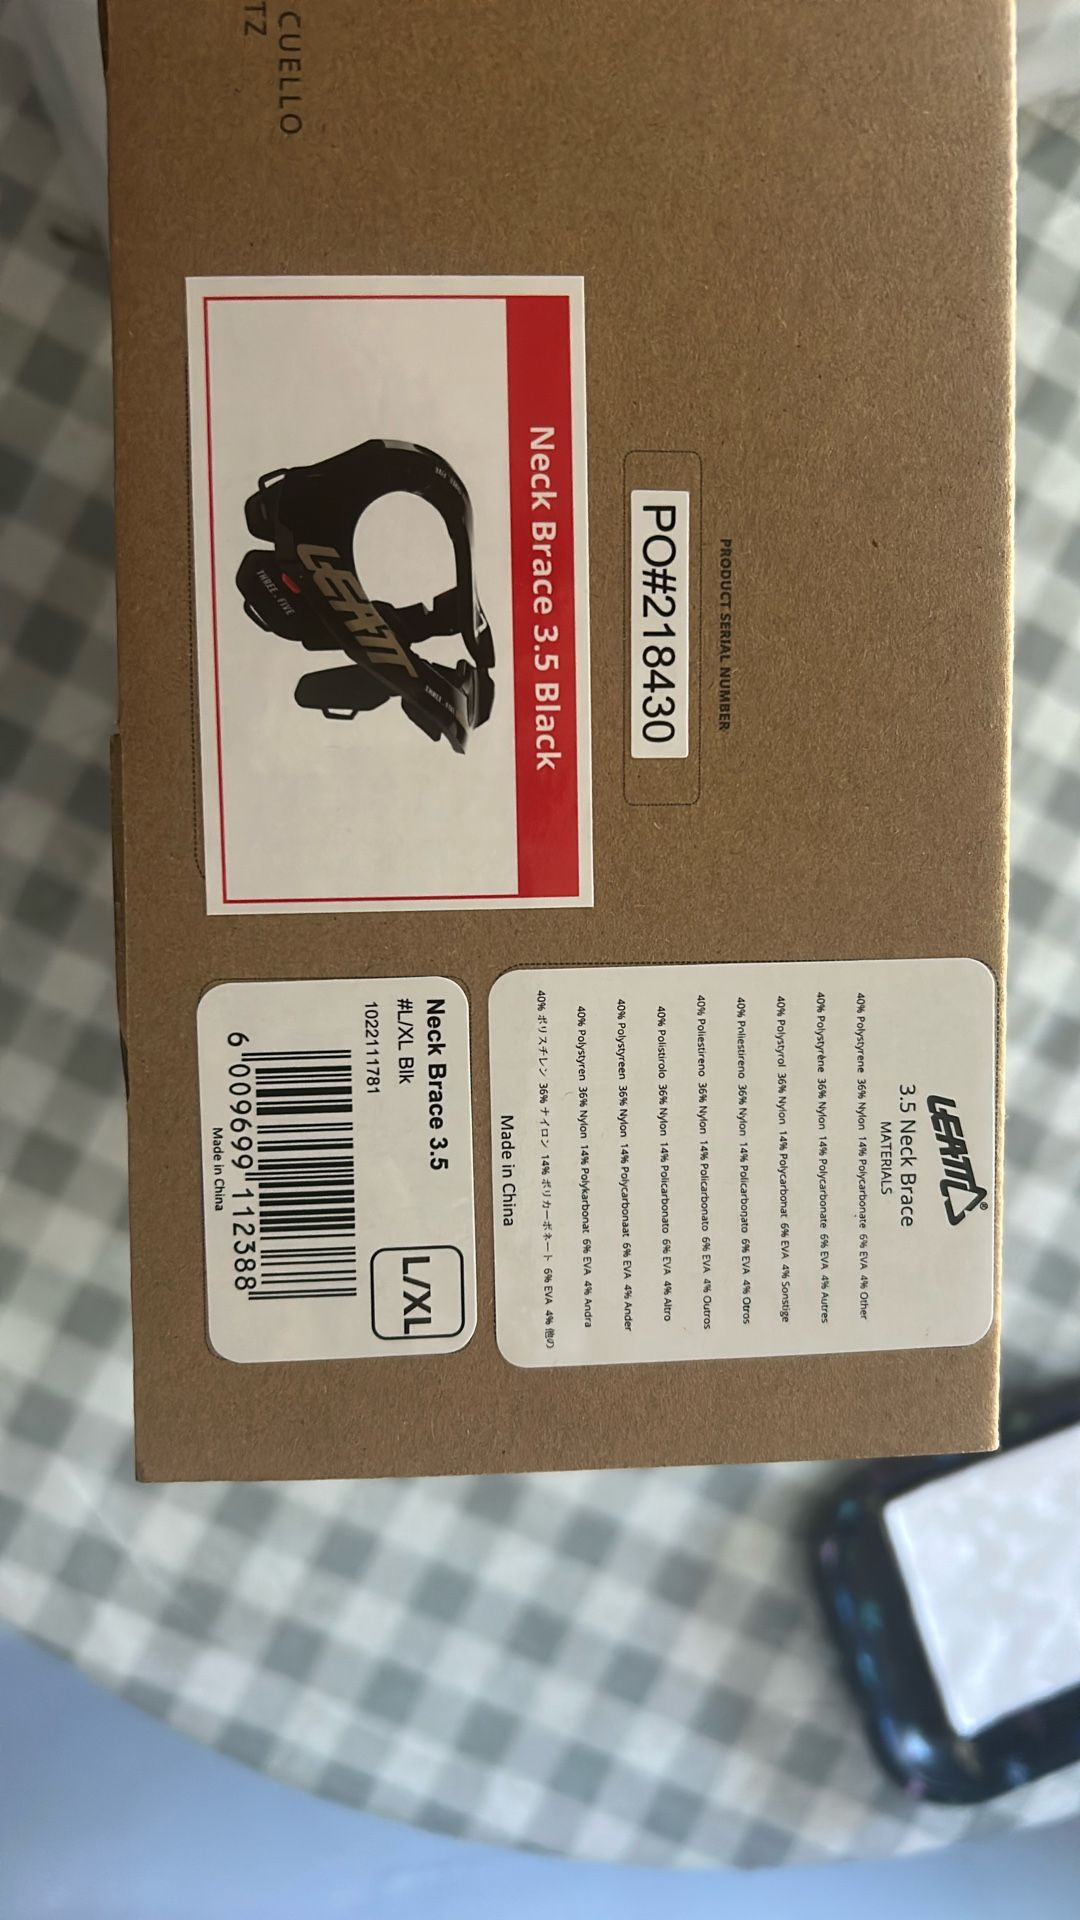 CUELLO
TZ
PRODUCT SERIAL NUMBER
PO#218430
Neck Brace 3.5 Black
LEATT
THREE.FIVE
LEATT®
3.5 Neck Brace
MATERIALS
40% Polystyrene 36% Nylon 14% Polycarbonate 6% EVA 4% Other
40% Polystyrène 36% Nylon 14% Polycarbonate 6% EVA 4% Autres
40% Polystyrol 36% Nylon 14% Polycarbonat 6% EVA 4% Sonstige
40% Poliestireno 36% Nylon 14% Policarbonato 6% EVA 4% Otros
40% Poliestireno 36% Nylon 14% Policarbonato 6% EVA 4% Outros
40% Polistirolo 36% Nylon 14% Policarbonato 6% EVA 4% Altro
40% Polystyreen 36% Nylon 14% Polycarbonaat 6% EVA 4% Ander
40% Polystyren 36% Nylon 14% Polykarbonat 6% EVA 4% Andra
40% ポリスチレン 36% ナイロン 14% ポリカーボネート 6% EVA 4% 他の
Made in China
Neck Brace 3.5
#L/XL Blk
1022111781
L/XL
6 009699 112388
Made in China